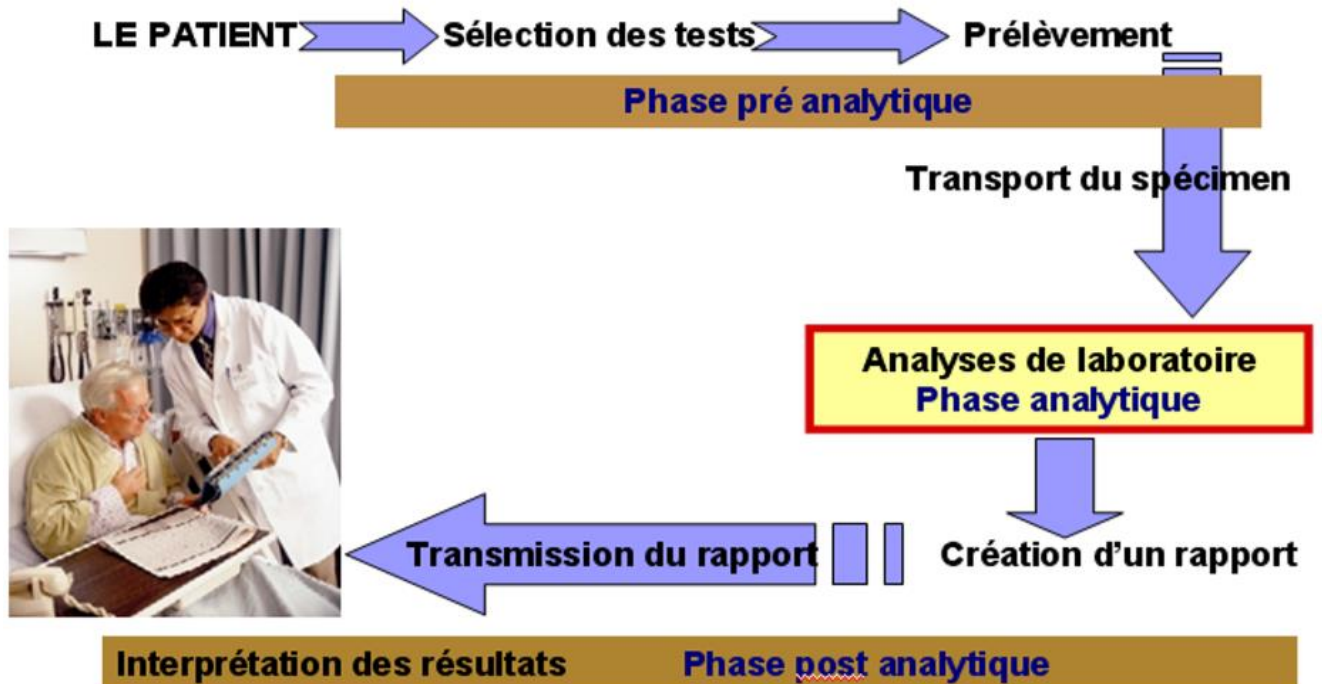 LE PATIENT Sélection des tests Prélèvement
Phase pré analytique
Transport du spécimen
Analyses de laboratoire
Phase analytique
Création d'un rapport
Transmission du rapport
Interprétation des résultats Phase post analytique